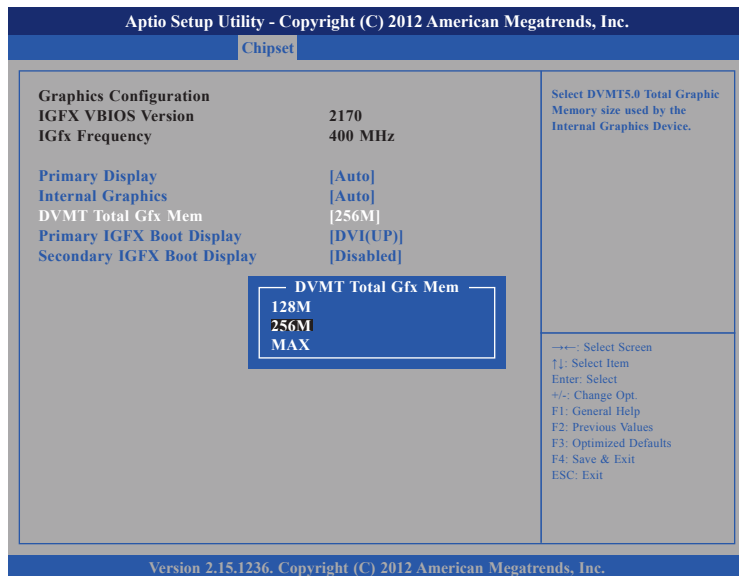 Aptio Setup Utility - Copyright (C) 2012 American Megatrends, Inc.
Chipset
Graphics Configuration
IGFX VBIOS Version 2170
IGfx Frequency 400 MHz
Primary Display [Auto]
Internal Graphics [Auto]
DVMT Total Gfx Mem [256M]
Primary IGFX Boot Display [DVI(UP)]
Secondary IGFX Boot Display [Disabled]
DVMT Total Gfx Mem
128M
256M
MAX
Select DVMT5.0 Total Graphic
Memory size used by the
Internal Graphics Device.
→←: Select Screen
↑↓: Select Item
Enter: Select
+/-: Change Opt.
F1: General Help
F2: Previous Values
F3: Optimized Defaults
F4: Save & Exit
ESC: Exit
Version 2.15.1236. Copyright (C) 2012 American Megatrends, Inc.